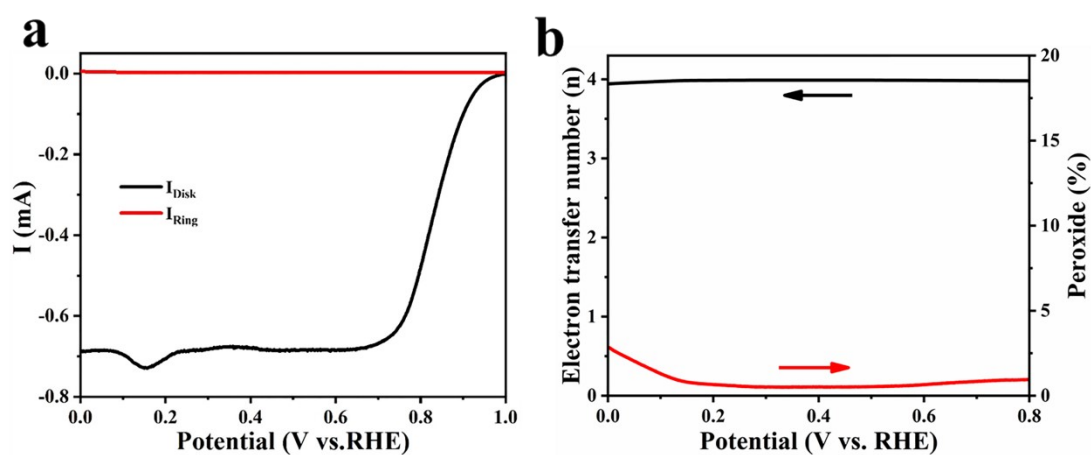 a
0.0
-0.2
-0.4
-0.6
-0.8
I (mA)
I_Disk
I_Ring
0.0 0.2 0.4 0.6 0.8 1.0
Potential (V vs.RHE)
b
Electron transfer number (n)
4
3
2
1
0
20
15
10
5
0
Peroxide (%)
0.0 0.2 0.4 0.6 0.8
Potential (V vs. RHE)